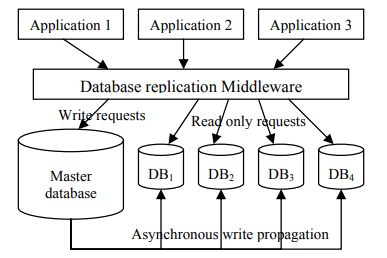 Application 1
Application 2
Application 3
Database replication Middleware
Write requests
Read only requests
Master
database
DB₁
DB₂
DB₃
DB₄
Asynchronous write propagation